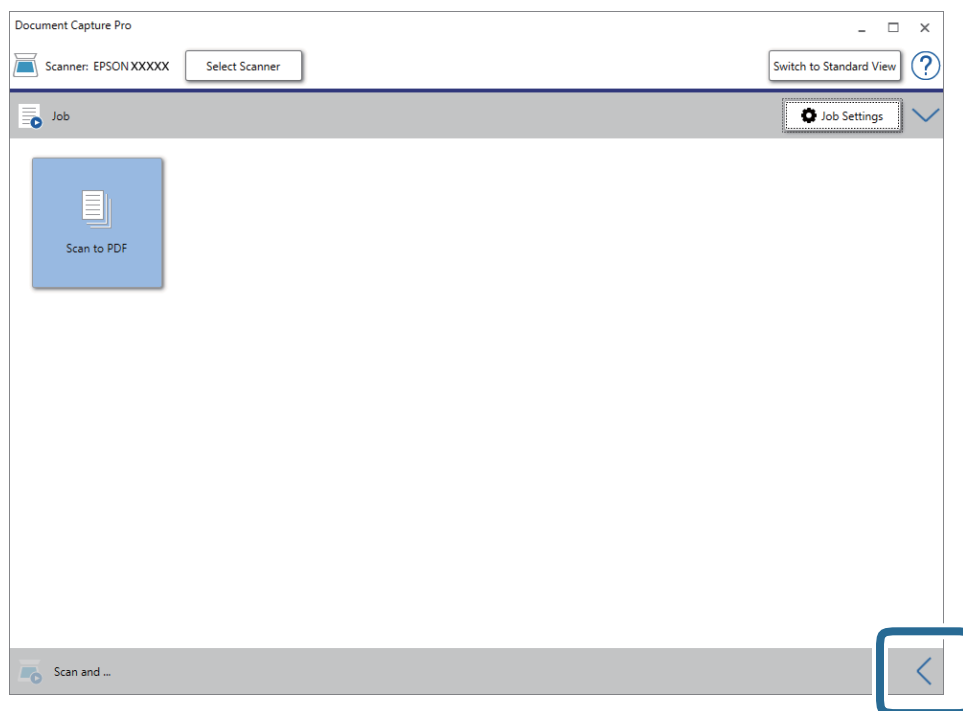 Document Capture Pro
Scanner: EPSON XXXXX Select Scanner Switch to Standard View ?
Job Job Settings
Scan to PDF
Scan and ...